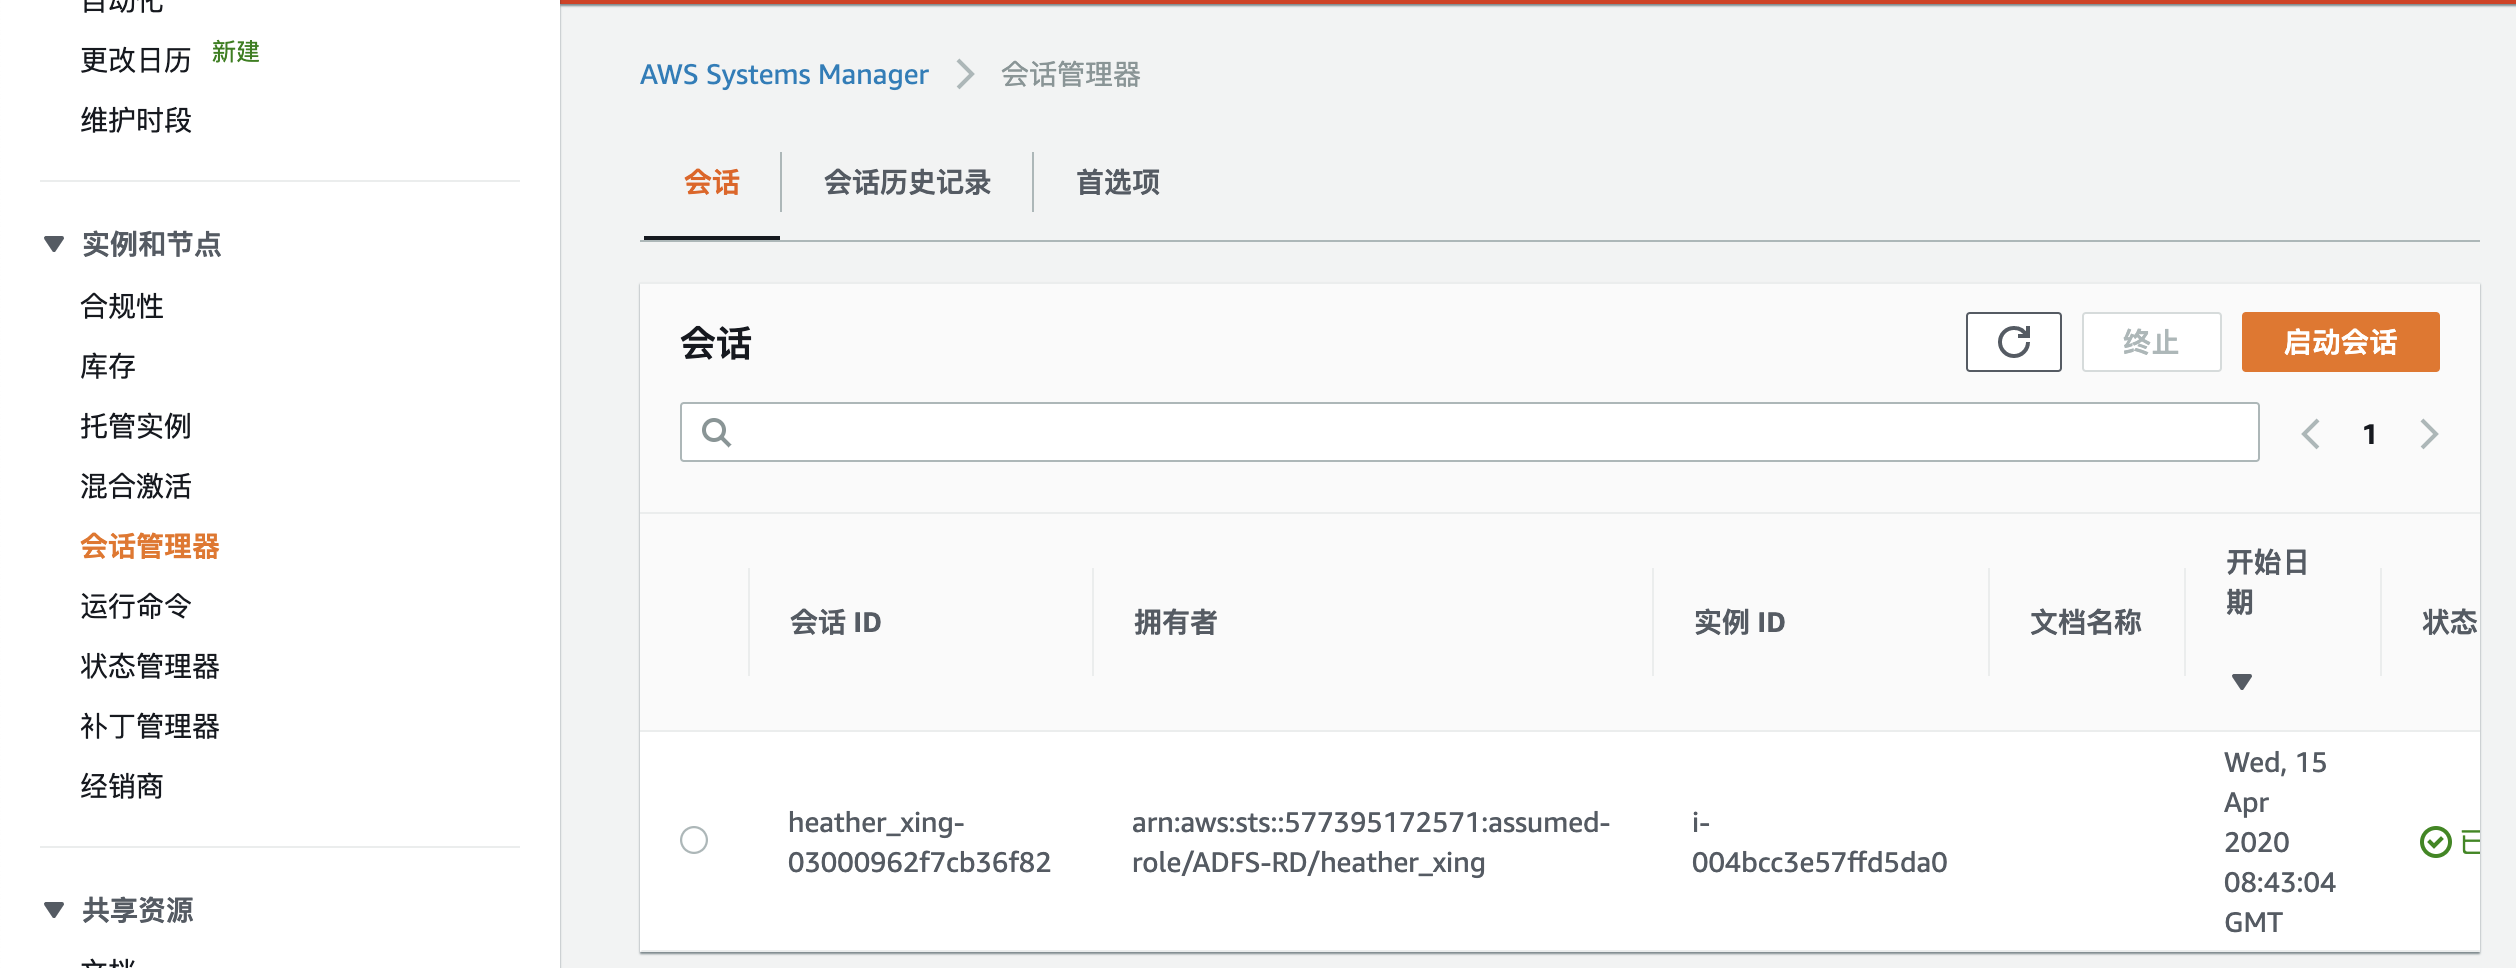 自动化
更改日历 新建
维护时段
实例和节点
合规性
库存
托管实例
混合激活
会话管理器
运行命令
状态管理器
补丁管理器
经销商
共享资源
文档
AWS Systems Manager
会话管理器
会话
会话历史记录
首选项
会话
终止
启动会话
1
会话 ID
拥有者
实例 ID
文档名称
开始日
期
状态
heather_xing-
03000962f7cb36f82
arn:aws:sts::577395172571:assumed-
role/ADFS-RD/heather_xing
i-
004bcc3e57ffd5da0
Wed, 15
Apr
2020
08:43:04
GMT